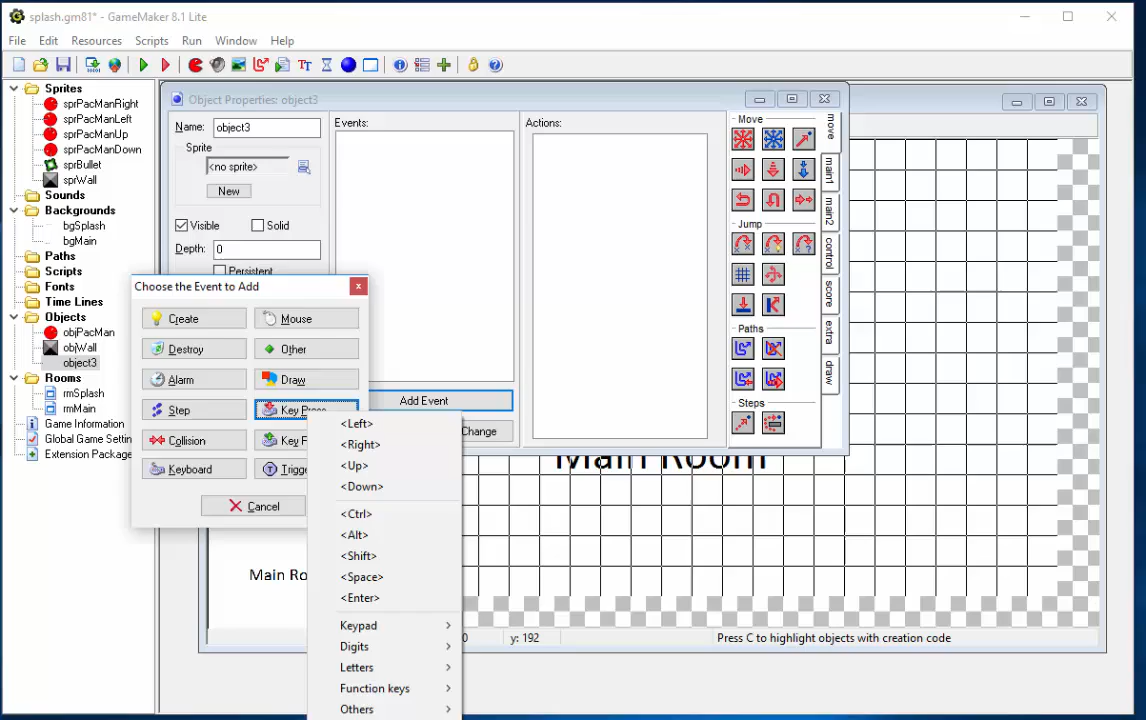 splash.gm81* - GameMaker 8.1 Lite
File Edit Resources Scripts Run Window Help
Sprites
sprPacManRight
sprPacManLeft
sprPacManUp
sprPacManDown
sprBullet
sprWall
Sounds
Backgrounds
bgSplash
bgMain
Paths
Scripts
Fonts
Time Lines
Objects
objPacMan
objWall
object3
Rooms
rmSplash
rmMain
Game Information
Global Game Settin
Extension Package
Object Properties: object3
Name: object3
Sprite
<no sprite>
New
Visible Solid
Depth: 0
Persistent
Events:
Add Event
Change
Actions:
Move
Jump
Paths
Steps
move
main1
main2
control
score
extra
draw
Choose the Event to Add
Create Mouse
Destroy Other
Alarm Draw
Step Key Press
Collision Key
Keyboard Trigge
Cancel
<Left>
<Right>
<Up>
<Down>
<Ctrl>
<Alt>
<Shift>
<Space>
<Enter>
Keypad
Digits
Letters
Function keys
Others
Main Room
Main Ro
0 y: 192 Press C to highlight objects with creation code